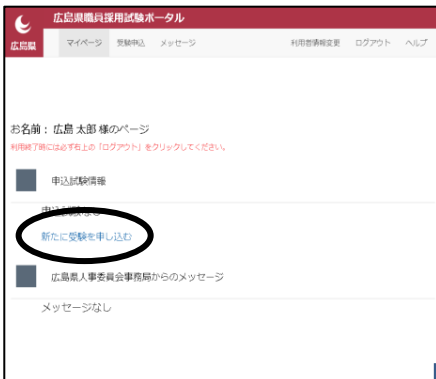 広島県職員採用試験ポータル
広島県
マイページ 受験申込 メッセージ 利用者情報変更 ログアウト ヘルプ
お名前： 広島 太郎 様のページ
利用終了時には必ず右上の「ログアウト」をクリックしてください。
申込試験情報
申込試験なし
新たに受験を申し込む
広島県人事委員会事務局からのメッセージ
メッセージなし